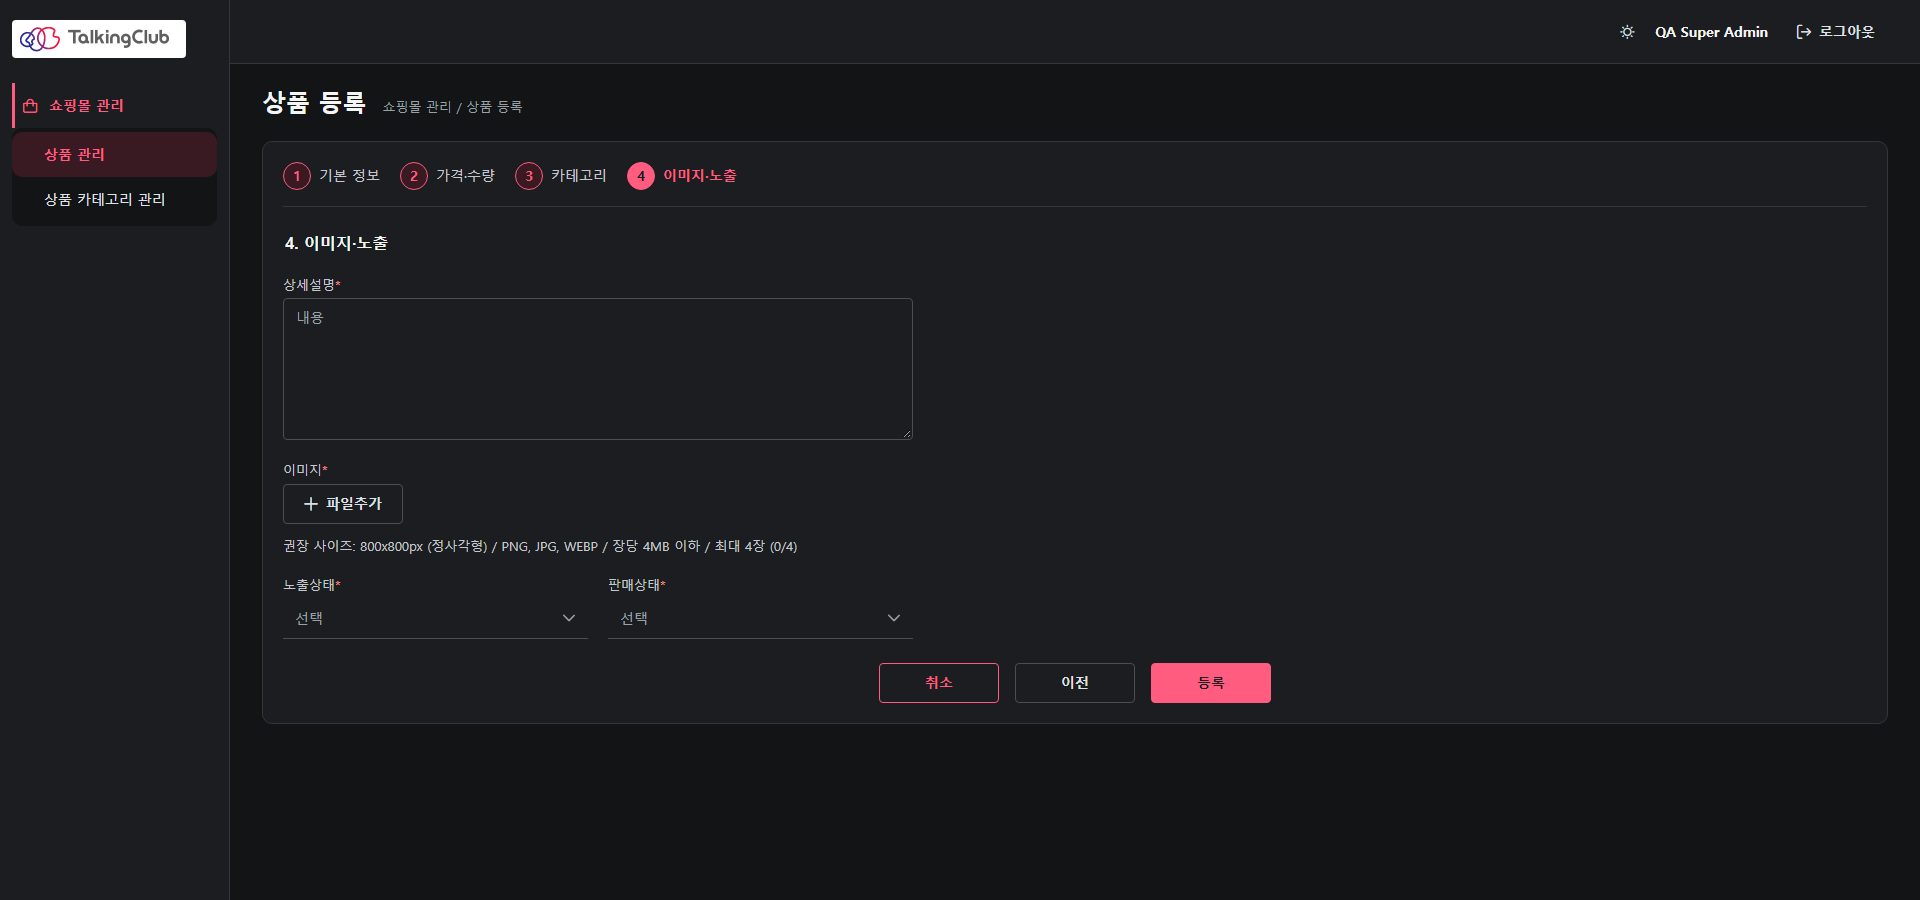 TalkingClub
QA Super Admin
로그아웃
쇼핑몰 관리
상품 관리
상품 카테고리 관리
상품 등록
쇼핑몰 관리 / 상품 등록
1 기본 정보 2 가격·수량 3 카테고리 4 이미지·노출
4. 이미지·노출
상세설명*
내용
이미지*
파일추가
권장 사이즈: 800x800px (정사각형) / PNG, JPG, WEBP / 장당 4MB 이하 / 최대 4장 (0/4)
노출상태* 판매상태*
선택 선택
취소 이전 등록